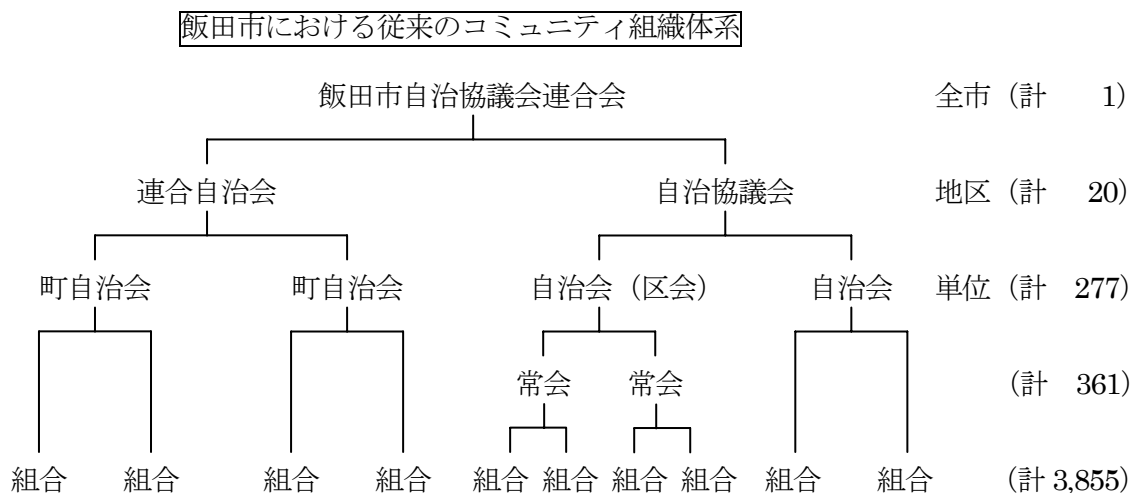 飯田市における従来のコミュニティ組織体系
飯田市自治協議会連合会 全市（計 1）
連合自治会 自治協議会 地区（計 20）
町自治会 町自治会 自治会（区会） 自治会 単位（計 277）
常会 常会 （計 361）
組合 組合 組合 組合 組合 組合 組合 組合 組合 組合 （計 3,855）